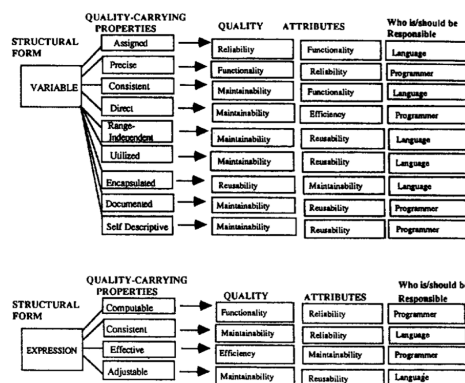 QUALITY-CARRYING
PROPERTIES QUALITY ATTRIBUTES Who is/should be
Responsible
STRUCTURAL
FORM
VARIABLE
Assigned Reliability Functionality Language
Precise Functionality Reliability Programmer
Consistent Maintainability Functionality Language
Direct Maintainability Efficiency Programmer
Range-
Independent Maintainability Reusability Language
Utilized Maintainability Reusability Language
Encapsulated Reusability Maintainability Language
Documented Maintainability Reusability Programmer
Self Descriptive Maintainability Reusability Programmer
QUALITY-CARRYING
PROPERTIES QUALITY ATTRIBUTES Who is/should be
Responsible
STRUCTURAL
FORM
EXPRESSION
Computable Functionality Reliability Programmer
Consistent Maintainability Reliability Language
Effective Efficiency Maintainability Programmer
Adjustable Maintainability Reusability Language